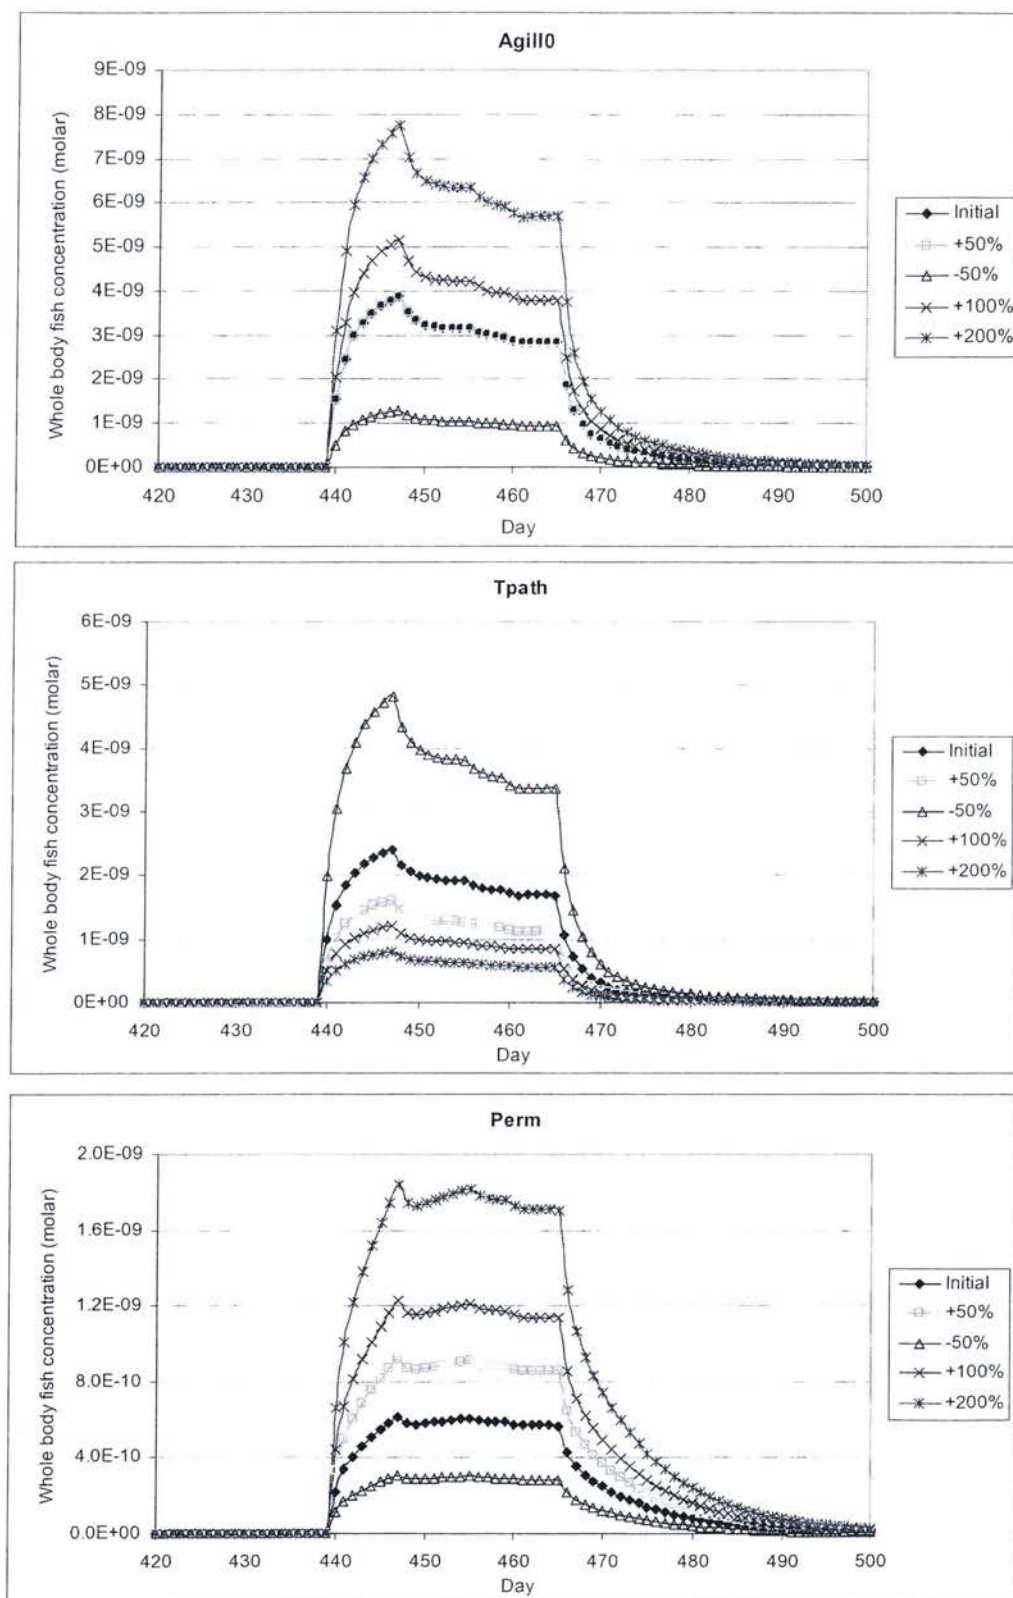 Agill0
Whole body fish concentration (molar)
9E-09
8E-09
7E-09
6E-09
5E-09
4E-09
3E-09
2E-09
1E-09
0E+00
420 430 440 450 460 470 480 490 500
Day
Initial
+50%
-50%
+100%
+200%
Tpath
Whole body fish concentration (molar)
6E-09
5E-09
4E-09
3E-09
2E-09
1E-09
0E+00
420 430 440 450 460 470 480 490 500
Day
Initial
+50%
-50%
+100%
+200%
Perm
Whole body fish concentration (molar)
2.0E-09
1.6E-09
1.2E-09
8.0E-10
4.0E-10
0.0E+00
420 430 440 450 460 470 480 490 500
Day
Initial
+50%
-50%
+100%
+200%